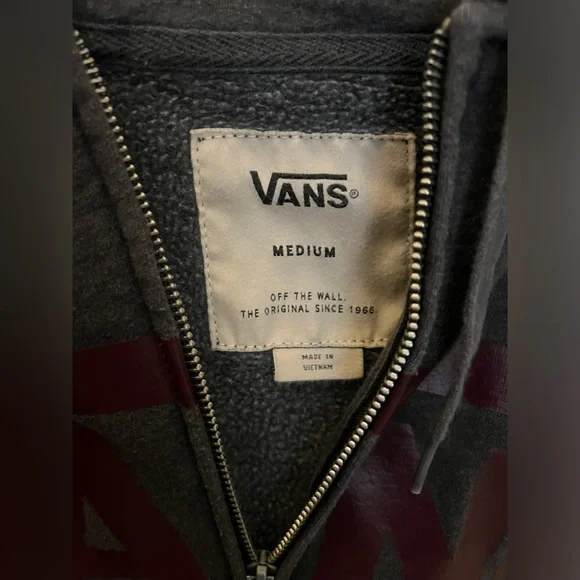 VANS®
MEDIUM
OFF THE WALL.
THE ORIGINAL SINCE 1966
MADE IN
VIETNAM